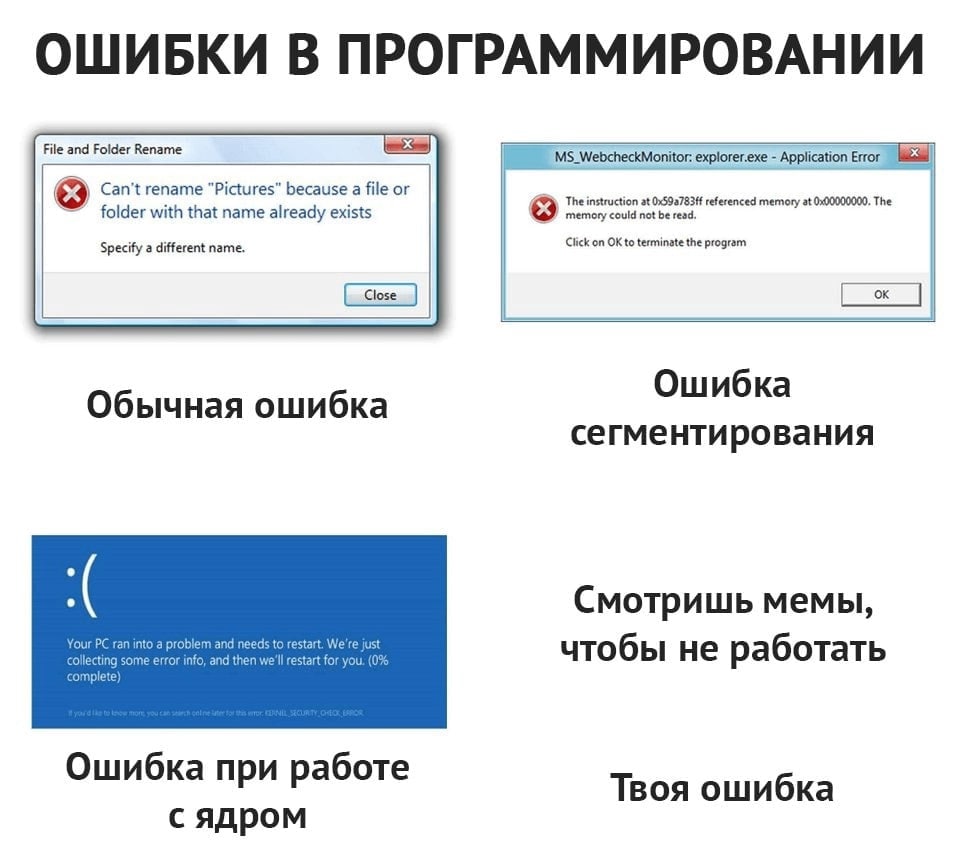 ОШИБКИ В ПРОГРАММИРОВАНИИ
File and Folder Rename
Can't rename "Pictures" because a file or
folder with that name already exists
Specify a different name.
Close
Обычная ошибка
MS_WebcheckMonitor: explorer.exe - Application Error
The instruction at 0x59a783ff referenced memory at 0x00000000. The
memory could not be read.
Click on OK to terminate the program
OK
Ошибка
сегментирования
:(
Your PC ran into a problem and needs to restart. We're just
collecting some error info, and then we'll restart for you. (0%
complete)
If you'd like to know more, you can search online later for this error: KERNEL_SECURITY_CHECK_ERROR
Ошибка при работе
с ядром
Смотришь мемы,
чтобы не работать
Твоя ошибка